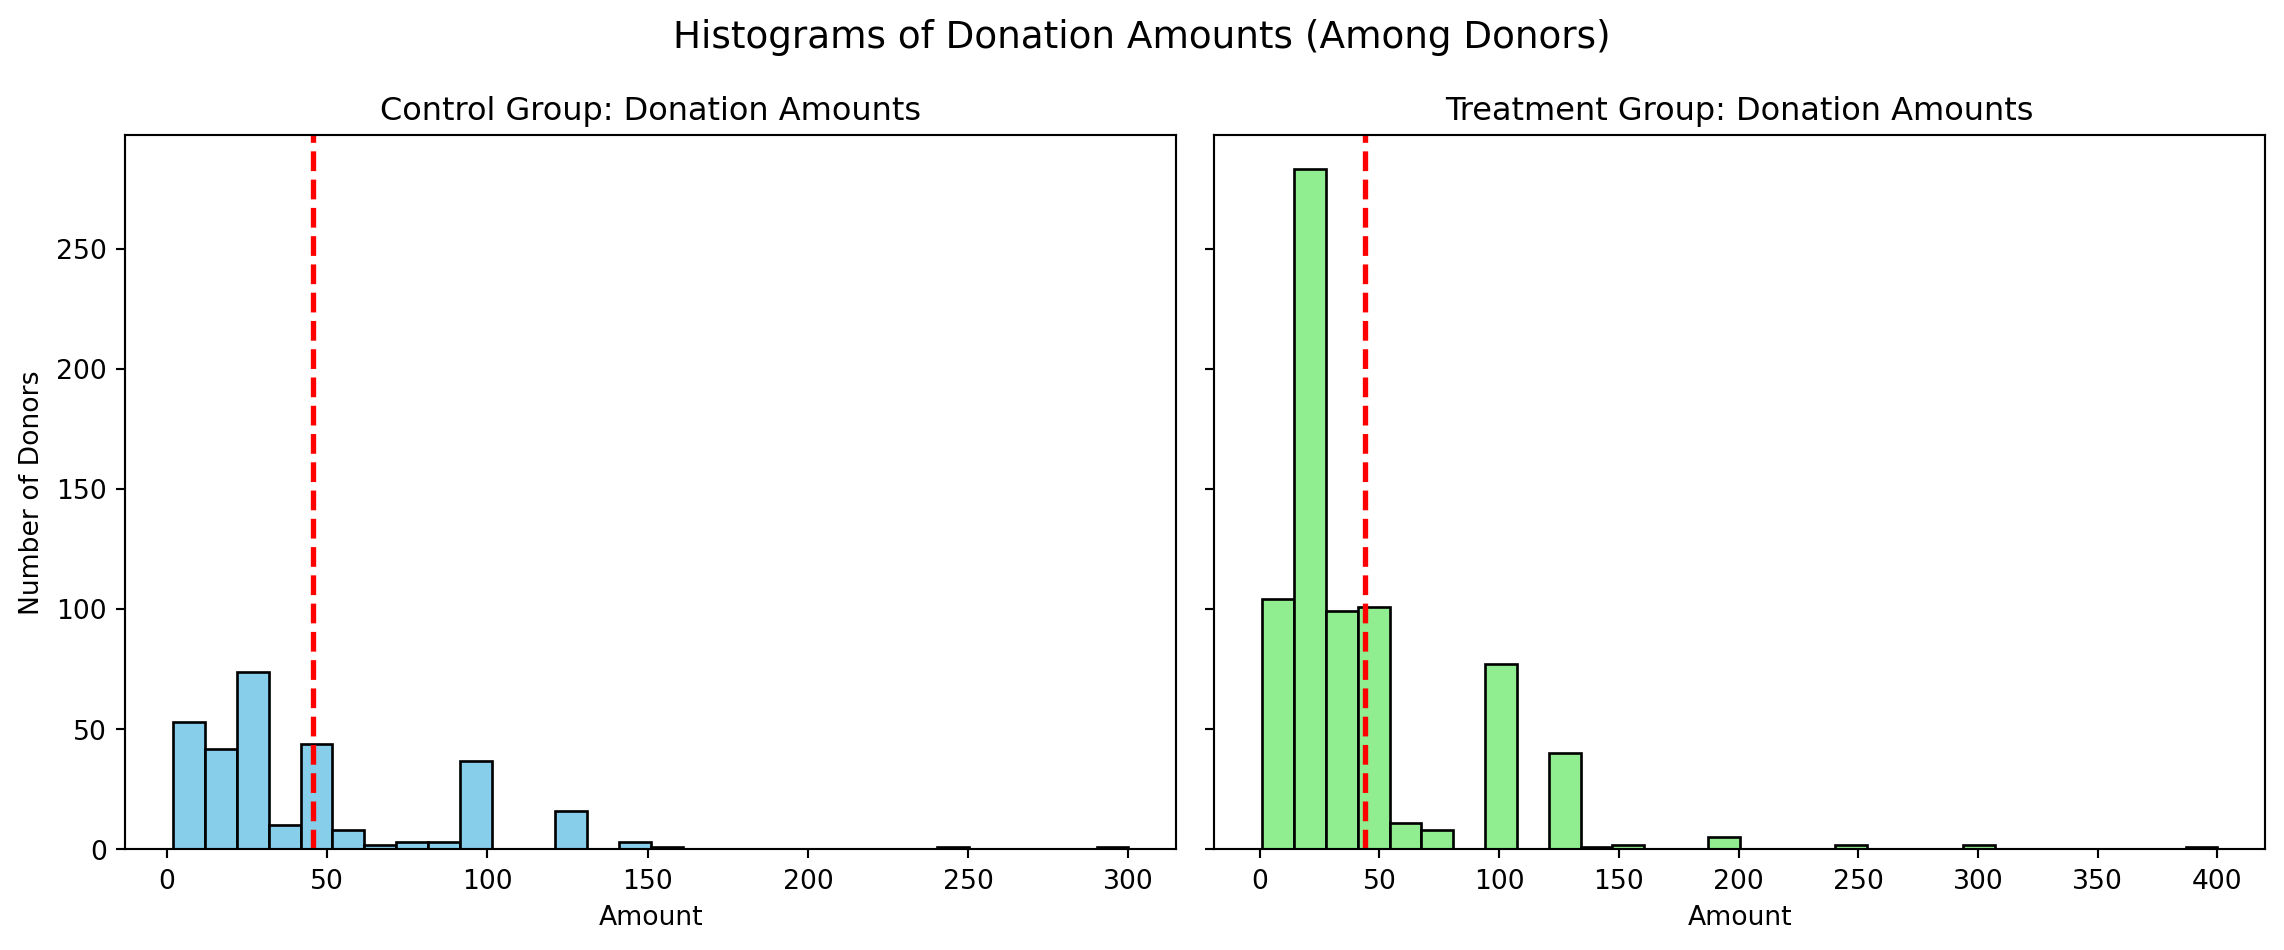 Histograms of Donation Amounts (Among Donors)
Control Group: Donation Amounts
Number of Donors
250
200
150
100
50
0
0 50 100 150 200 250 300
Amount
Treatment Group: Donation Amounts
0 50 100 150 200 250 300 350 400
Amount